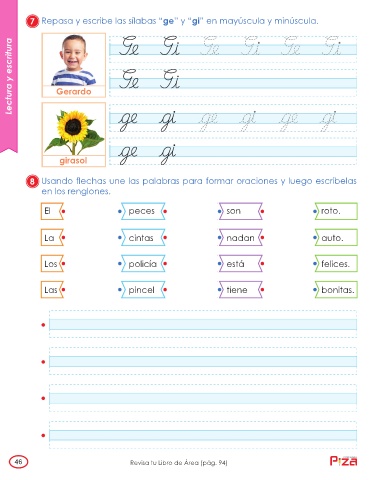 Lectura y escritura
7 Repasa y escribe las sílabas “ge” y “gi” en mayúscula y minúscula.
Ge Gi Ge Gi Ge Gi
Ge Gi
Gerardo
ge gi ge gi ge gi
ge gi
girasol
8 Usando flechas une las palabras para formar oraciones y luego escríbelas
en los renglones.
El peces son roto.
La cintas nadan auto.
Los policía está felices.
Las pincel tiene bonitas.
46 Revisa tu Libro de Área (pág. 94) Piza